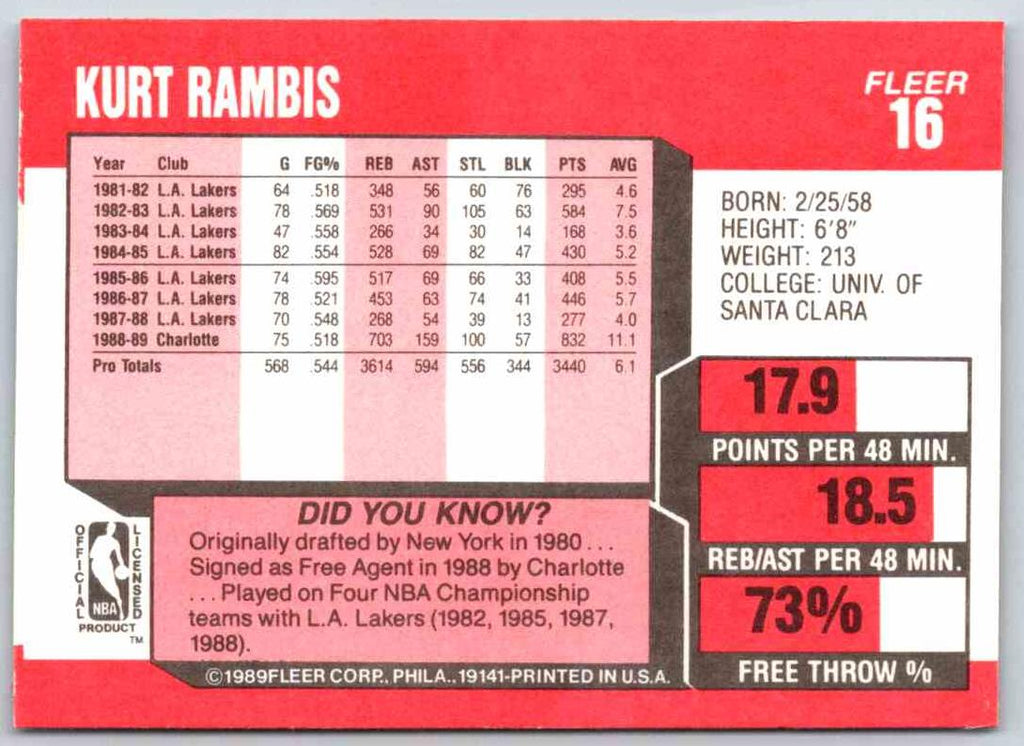 KURT RAMBIS
FLEER
16
Year Club G FG% REB AST STL BLK PTS AVG
1981-82 L.A. Lakers 64 .518 348 56 60 76 295 4.6
1982-83 L.A. Lakers 78 .569 531 90 105 63 584 7.5
1983-84 L.A. Lakers 47 .558 266 34 30 14 168 3.6
1984-85 L.A. Lakers 82 .554 528 69 82 47 430 5.2
1985-86 L.A. Lakers 74 .595 517 69 66 33 408 5.5
1986-87 L.A. Lakers 78 .521 453 63 74 41 446 5.7
1987-88 L.A. Lakers 70 .548 268 54 39 13 277 4.0
1988-89 Charlotte 75 .518 703 159 100 57 832 11.1
Pro Totals 568 .544 3614 594 556 344 3440 6.1
BORN: 2/25/58
HEIGHT: 6'8"
WEIGHT: 213
COLLEGE: UNIV. OF
SANTA CLARA
17.9
POINTS PER 48 MIN.
18.5
REB/AST PER 48 MIN.
73%
FREE THROW %
DID YOU KNOW?
Originally drafted by New York in 1980 ...
Signed as Free Agent in 1988 by Charlotte
... Played on Four NBA Championship
teams with L.A. Lakers (1982, 1985, 1987,
1988).
OFFICIAL
NBA
LICENSED
PRODUCT
TM
©1989FLEER CORP., PHILA., 19141-PRINTED IN U.S.A.